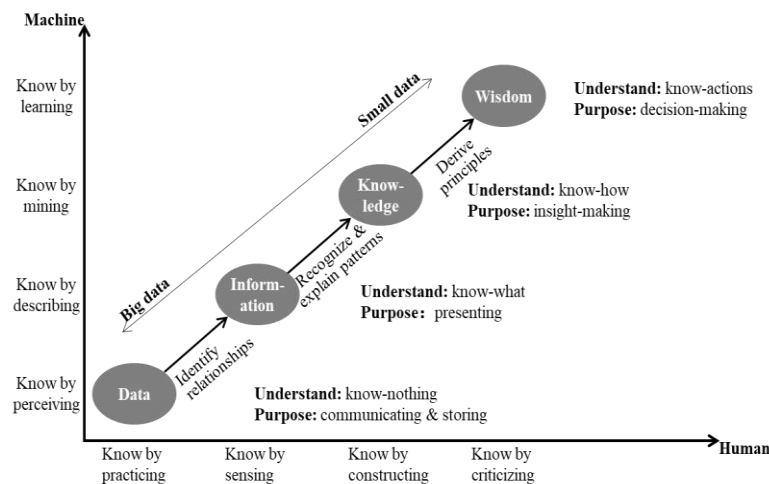 Machine
Know by
learning
Wisdom
Understand: know-actions
Purpose: decision-making
Small data
Derive
principles
Know by
mining
Know-
ledge
Understand: know-how
Purpose: insight-making
Recognize &
explain patterns
Big data
Know by
describing
Inform-
ation
Understand: know-what
Purpose: presenting
Identify
relationships
Know by
perceiving
Data
Understand: know-nothing
Purpose: communicating & storing
Human
Know by
practicing
Know by
sensing
Know by
constructing
Know by
criticizing